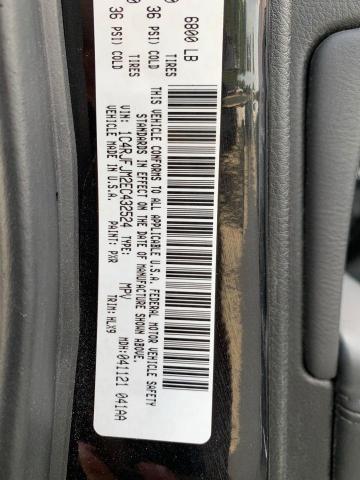 6800 LB
TIRES TIRES
36 PSI) COLD 36 PSI) COLD
THIS VEHICLE CONFORMS TO ALL APPLICABLE U.S.A. FEDERAL MOTOR VEHICLE SAFETY
STANDARDS IN EFFECT ON THE DATE OF MANUFACTURE SHOWN ABOVE.
VIN: 1C4RJFJM2EC432524 TYPE: MPV MDH:041121 041AA
VEHICLE MADE IN U.S.A. PAINT: PXR TRIM:HLX9